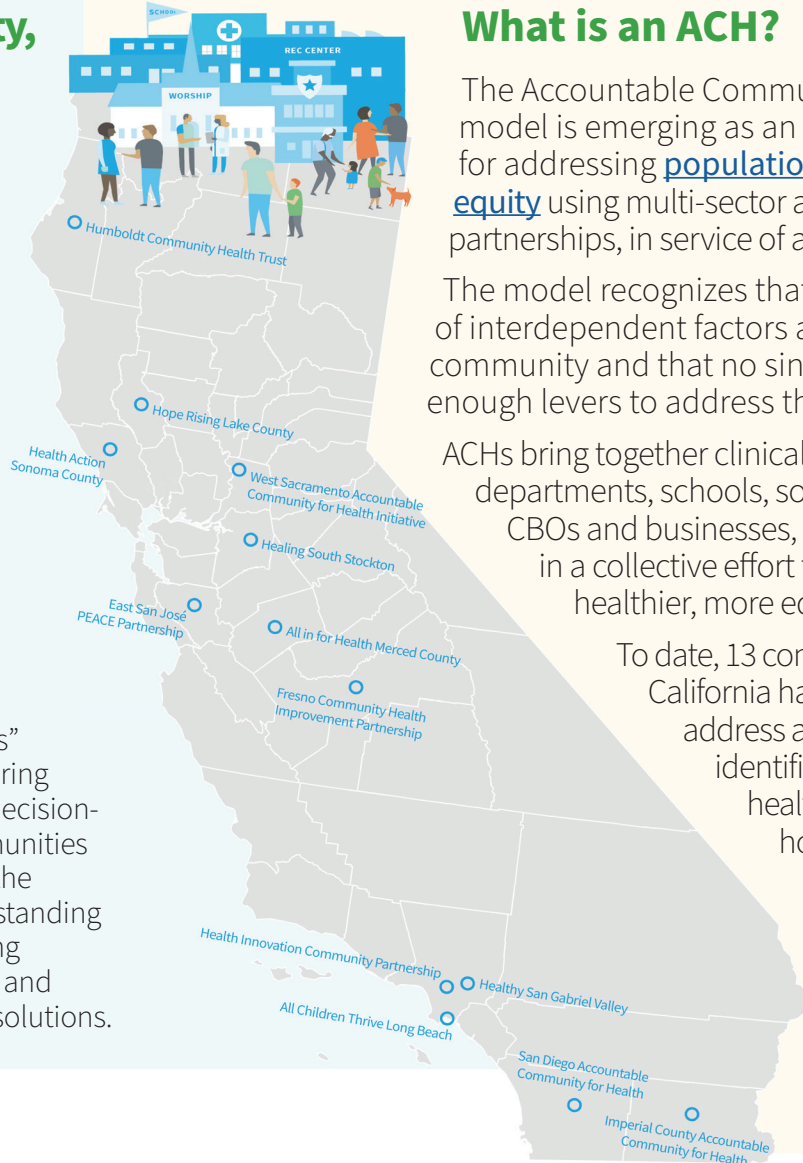 ty,
SCHOOL
REC CENTER
WORSHIP
Humboldt Community Health Trust
Hope Rising Lake County
Health Action
Sonoma County
West Sacramento Accountable
Community for Health Initiative
Healing South Stockton
East San José
PEACE Partnership
All in for Health Merced County
Fresno Community Health
Improvement Partnership
s”
ring
ecision-
unities
he
standing
ng
and
solutions.
Health Innovation Community Partnership
Healthy San Gabriel Valley
All Children Thrive Long Beach
San Diego Accountable
Community for Health
Imperial County Accountable
Community for Health
What is an ACH?
The Accountable Commu
model is emerging as an
for addressing populatio
equity using multi-sector a
partnerships, in service of a
The model recognizes that
of interdependent factors a
community and that no sin
enough levers to address th
ACHs bring together clinical
departments, schools, so
CBOs and businesses,
in a collective effort t
healthier, more eq
To date, 13 con
California ha
address a
identifi
healt
ho